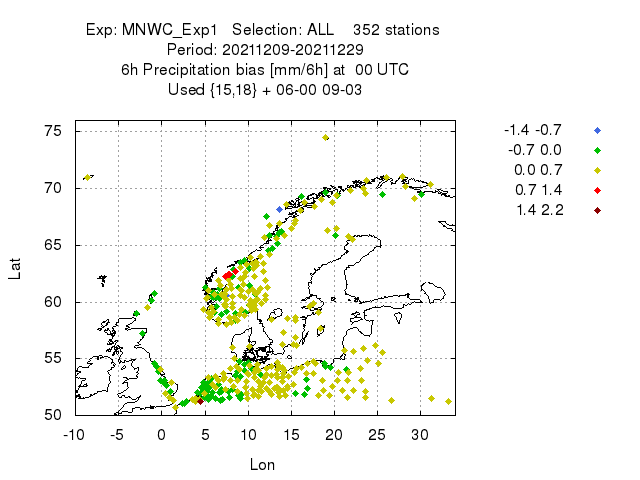 Exp: MNWC_Exp1 Selection: ALL 352 stations
Period: 20211209-20211229
6h Precipitation bias [mm/6h] at 00 UTC
Used {15,18} + 06-00 09-03
-1.4 -0.7
-0.7 0.0
0.0 0.7
0.7 1.4
1.4 2.2
75
70
65
60
55
50
Lat
-10 -5 0 5 10 15 20 25 30
Lon